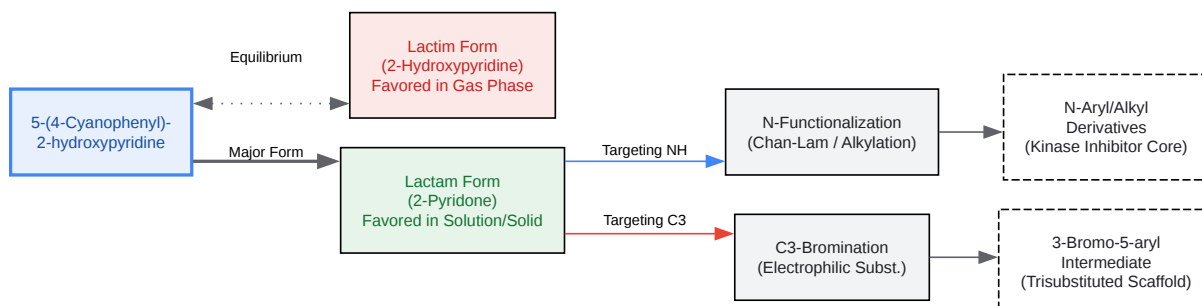 Equilibrium
Lactim Form
(2-Hydroxypyridine)
Favored in Gas Phase
5-(4-Cyanophenyl)-
2-hydroxypyridine
Major Form
Lactam Form
(2-Pyridone)
Favored in Solution/Solid
Targeting NH
N-Functionalization
(Chan-Lam / Alkylation)
N-Aryl/Alkyl
Derivatives
(Kinase Inhibitor Core)
Targeting C3
C3-Bromination
(Electrophilic Subst.)
3-Bromo-5-aryl
Intermediate
(Trisubstituted Scaffold)